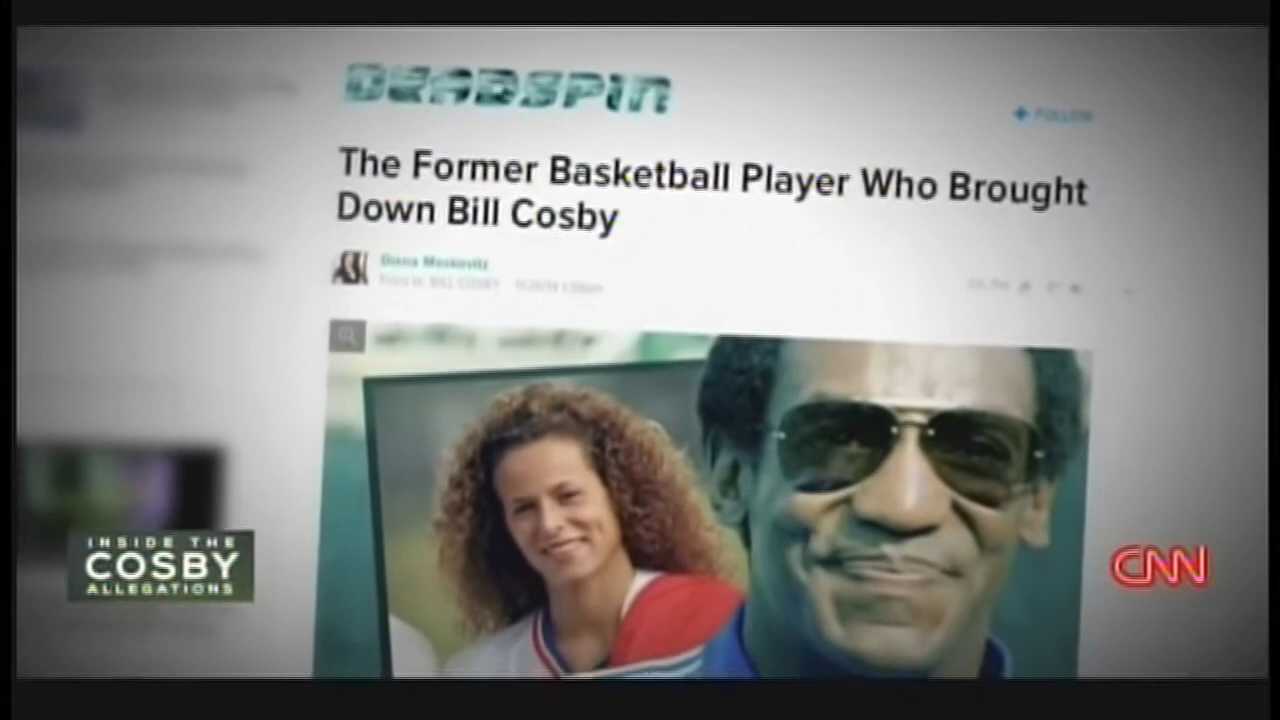 DEADSPIN
+ FOLLOW
The Former Basketball Player Who Brought
Down Bill Cosby
Diana Moskovitz
INSIDE THE
COSBY
ALLEGATIONS
CNN